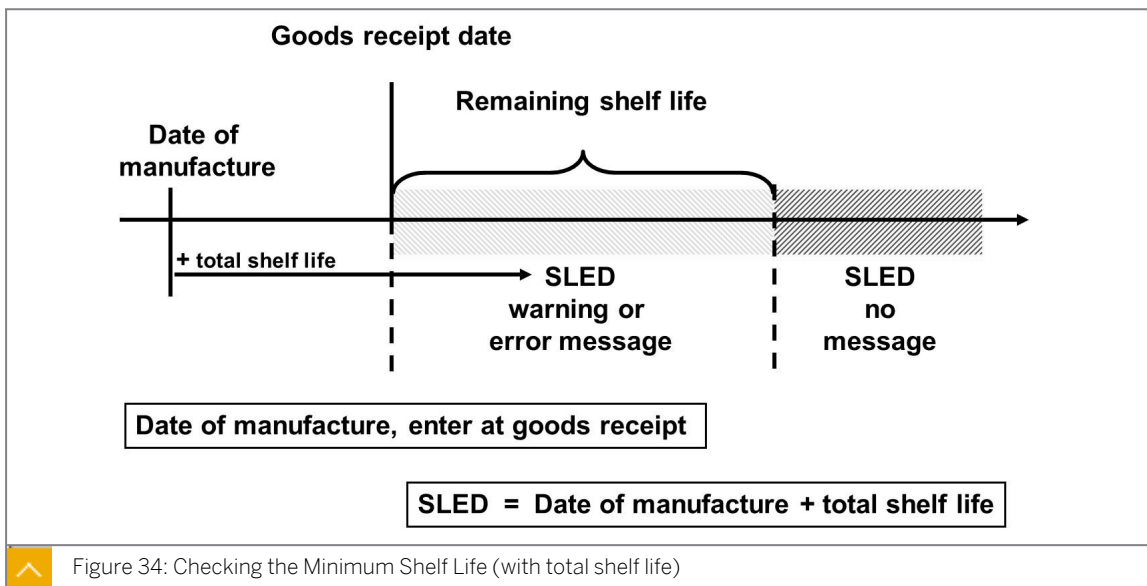 Goods receipt date
Remaining shelf life
Date of
manufacture
+ total shelf life
SLED
warning or
error message
SLED
no
message
Date of manufacture, enter at goods receipt
SLED = Date of manufacture + total shelf life
Figure 34: Checking the Minimum Shelf Life (with total shelf life)